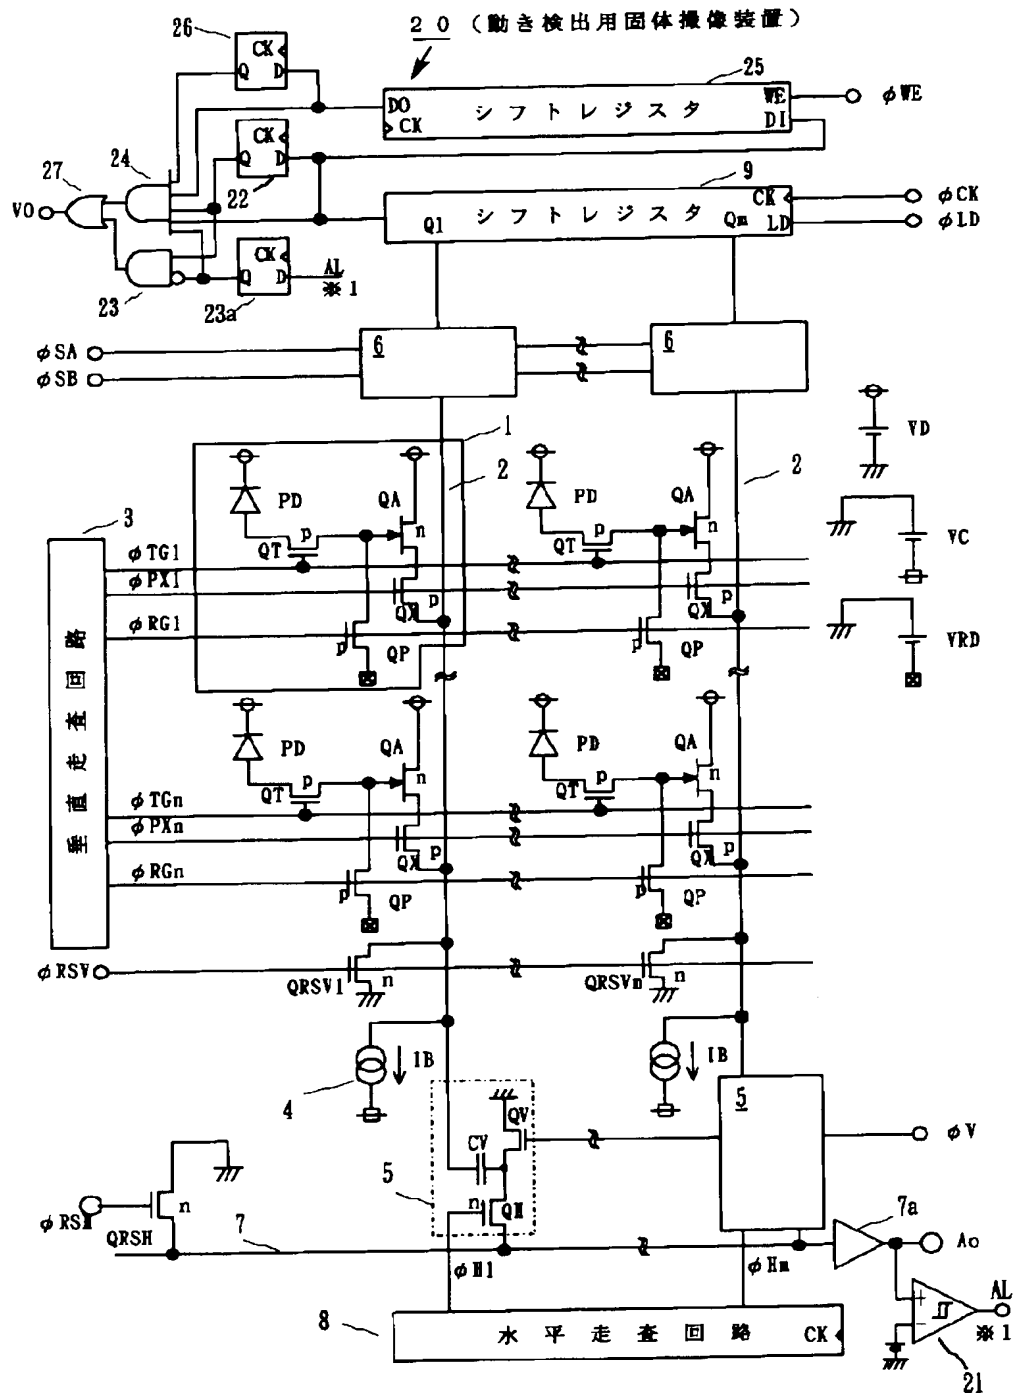 20（動き検出用固体撮像装置）
26
CK
Q D
25
DO シフトレジスタ WE φWE
CK DI
CK
24
27
Q D
22
9
VO
CK φCK
Q1 シフトレジスタ Qm LD φLD
CK
Q D AL
※1
23
23a
φSA
6
6
φSB
1
2
2
VD
PD QA
PD QA
3
p n
p n
VC
φTG1 QT
QT
φPX1
QX p
QX p
φRG1
p QP
p QP
VRD
垂直走査回路
PD QA
PD QA
p n
p n
φTGn QT
QT
φPXn
QX p
QX p
φRGn
p QP
p QP
φRSV
QRSV1 n
QRSVm n
IB
IB
4
5
QV
CV
φV
5
n QH
n
φRSH
QRSH
7
7a
Ao
φH1
φHm
AL
※1
8
水平走査回路 CK
21